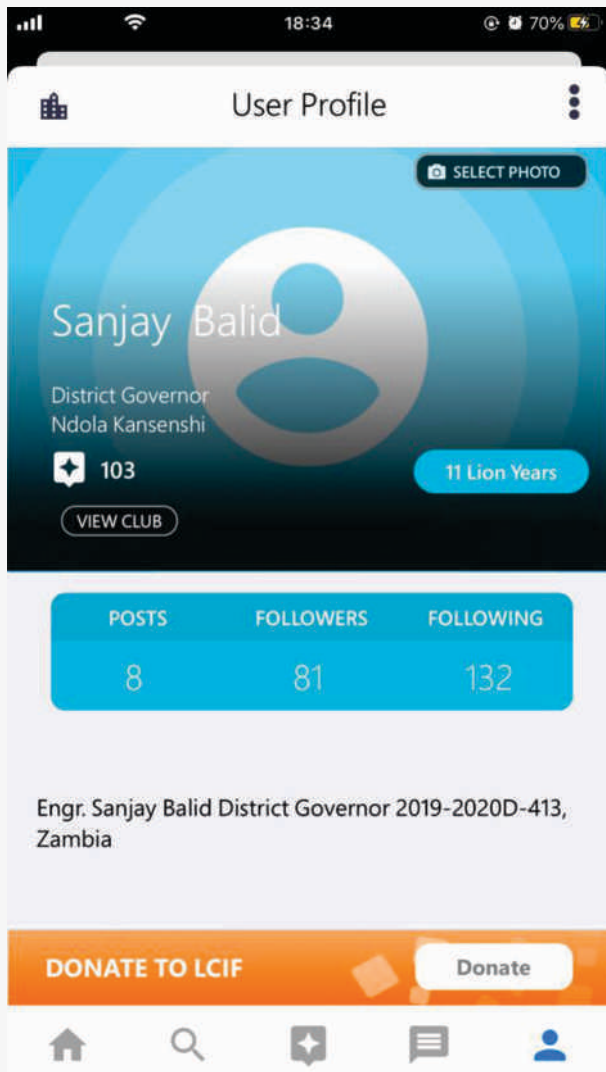 18:34
70%
User Profile
SELECT PHOTO
Sanjay Balid
District Governor
Ndola Kansenshi
103
11 Lion Years
VIEW CLUB
POSTS FOLLOWERS FOLLOWING
8 81 132
Engr. Sanjay Balid District Governor 2019-2020D-413,
Zambia
DONATE TO LCIF
Donate